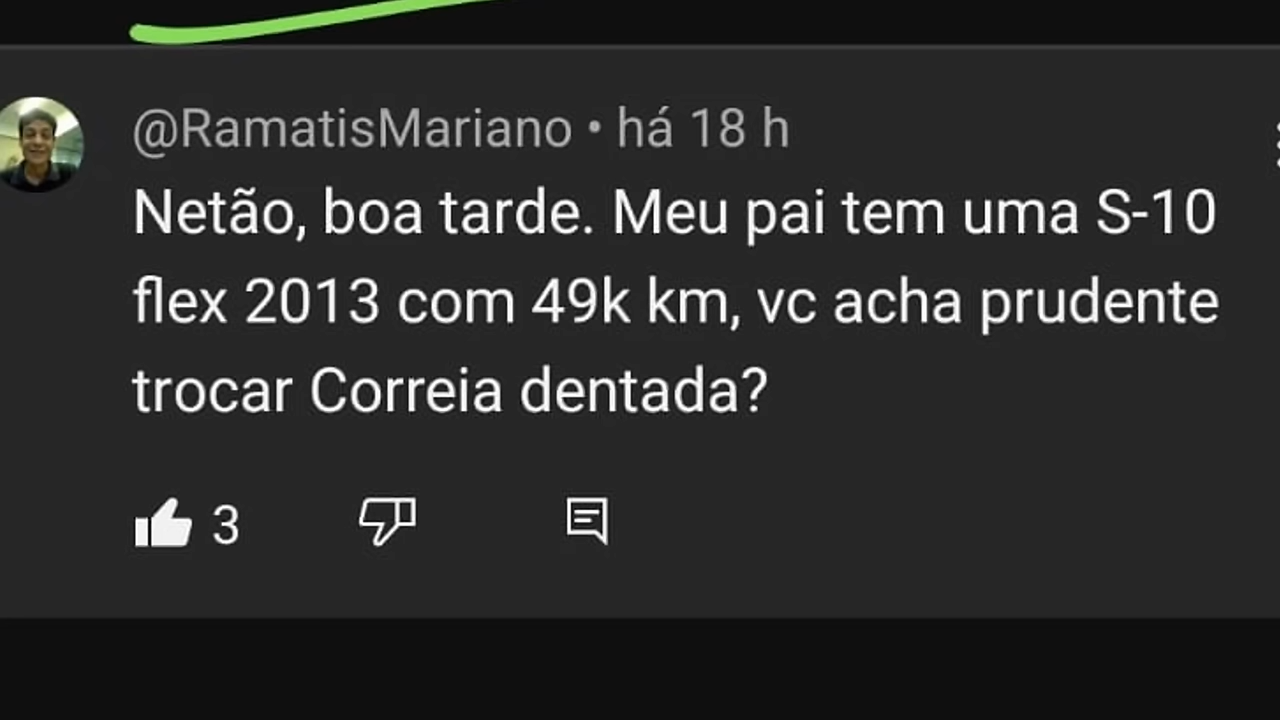 @RamatisMariano • há 18 h
Netão, boa tarde. Meu pai tem uma S-10
flex 2013 com 49k km, vc acha prudente
trocar Correia dentada?
3